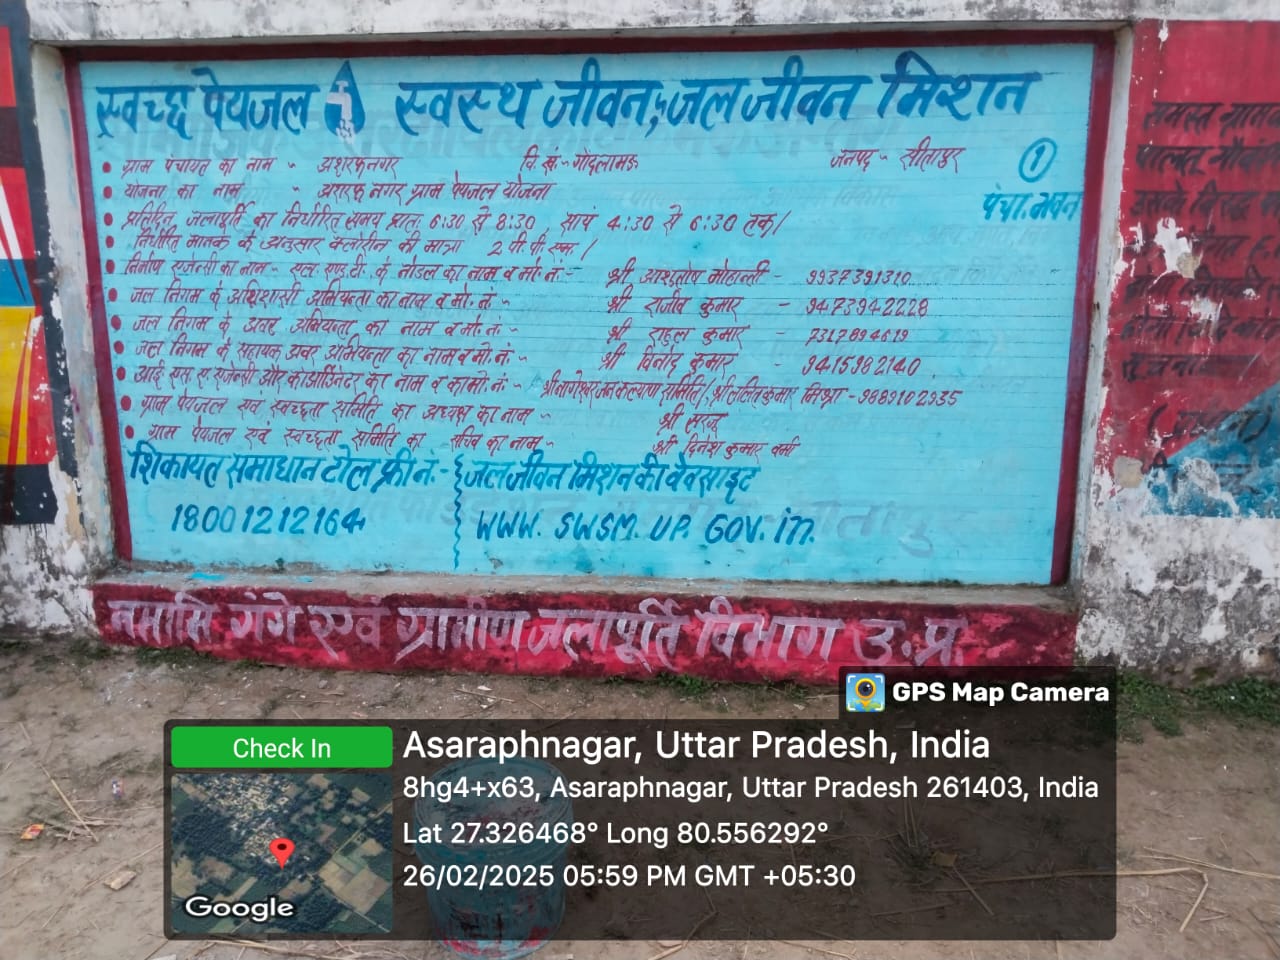 स्वच्छ पेयजल स्वस्थ जीवन, जल जीवन मिशन
• ग्राम पंचायत का नाम - अशरफनगर वि.खं.- गोंदलामऊ जनपद - सीतापुर
①
पंचा. भवन
• योजना का नाम - अशरफ नगर ग्राम पेयजल योजना
• प्रतिदिन जलापूर्ति का निर्धारित समय प्रातः 6:30 से 8:30, सायं 4:30 से 6:30 तक/
• निर्धारित मानक के अनुसार क्लोरीन की मात्रा 2 पी.पी.एम./
• निर्माण एजेन्सी का नाम - एल. एण्ड.टी. के नोडल का नाम व मो. नं.:- श्री आशुतोष मोहन्ती - 9937391310
• जल निगम के अधिशासी अभियन्ता का नाम व मो. नं.- श्री राजीव कुमार - 9473942228
• जल निगम के अवर अभियन्ता का नाम व मो. नं.- श्री राहुल कुमार - 7317894619
• जल निगम के सहायक अवर अभियन्ता का नाम व मो. नं.- श्री विनोद कुमार - 9415982140
• आई. एस. ए. एजेन्सी और कोआर्डिनेटर का नाम व का मो. नं.- श्री नागेश्वर जन कल्याण समिति/ श्री ललित कुमार मिश्रा - 9889102935
• ग्राम पेयजल एवं स्वच्छता समिति का अध्यक्ष का नाम - श्री सरजू
• ग्राम पेयजल एवं स्वच्छता समिति का सचिव का नाम - श्री दिनेश कुमार वर्मा
शिकायत समाधान टोल फ्री नं.-
18001212164
जल जीवन मिशन की वेवसाइट
WWW. SWSM. UP. GOV. in.
नमामि गंगे एवं ग्रामीण जलापूर्ति विभाग उ.प्र.
समस्त ग्राम
पालतू गौवं
उसके विरुद्ध
GPS Map Camera
Check In
Asaraphnagar, Uttar Pradesh, India
8hg4+x63, Asaraphnagar, Uttar Pradesh 261403, India
Lat 27.326468° Long 80.556292°
26/02/2025 05:59 PM GMT +05:30
Google